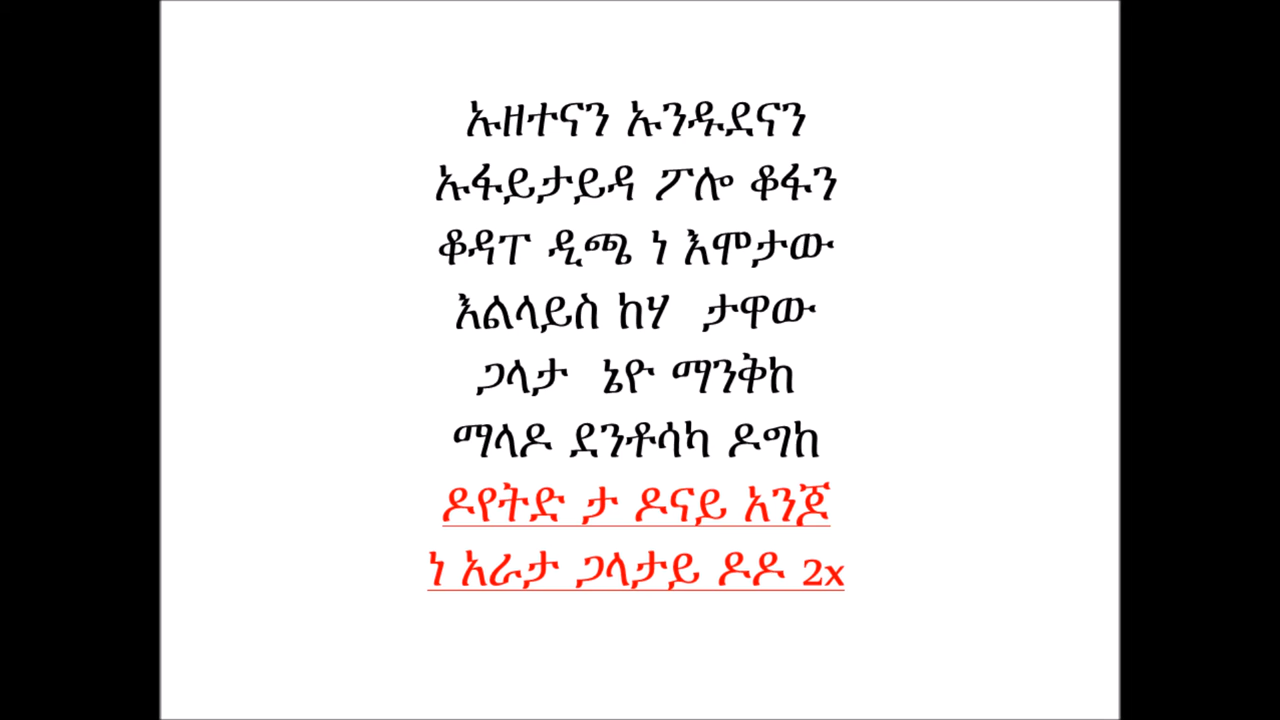 ኡዘተናን ኡንዱደናን
ኡፋይታይዳ ፖሎ ቆፋን
ቆዳፐ ዲጫ ነ እሞታው
እልላይስ ከሃ ታዋው
ጋላታ ኔዮ ማንቅከ
ማላዶ ደንቶሳካ ዶግከ
ዶየትድ ታ ዶናይ አንጆ
ነ አራታ ጋላታይ ዶዶ 2x